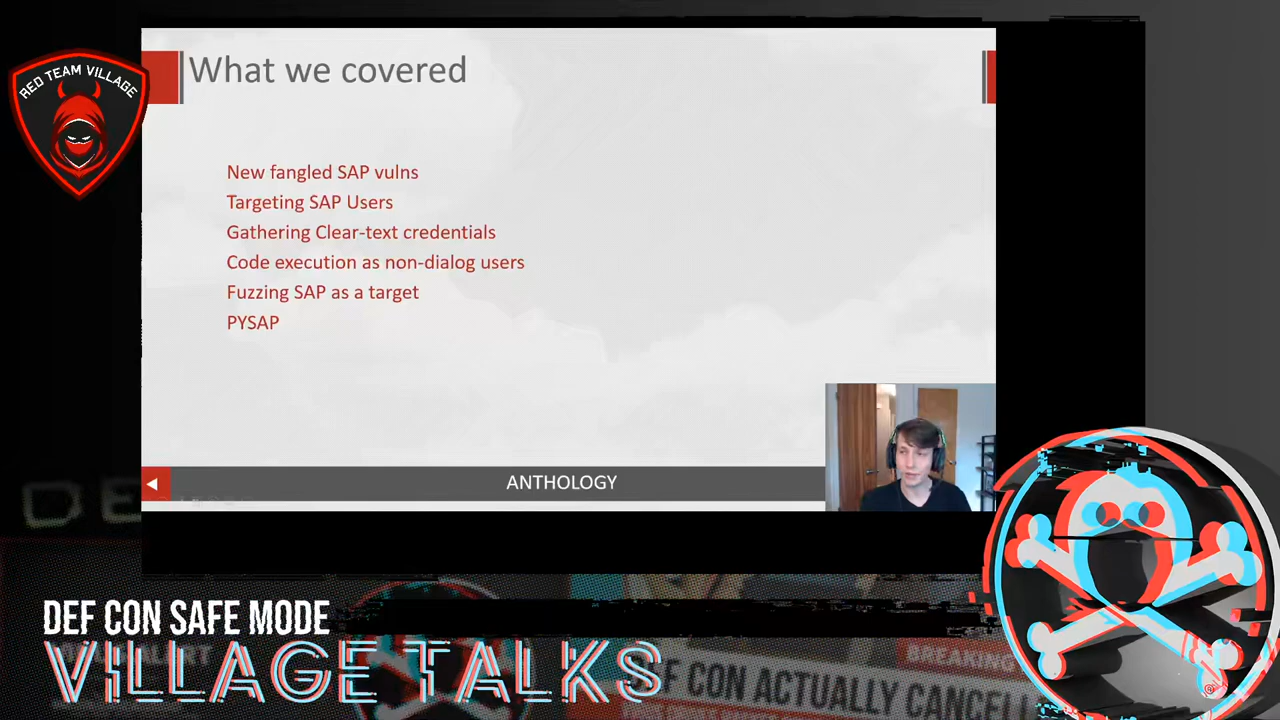 RED TEAM VILLAGE
What we covered
New fangled SAP vulns
Targeting SAP Users
Gathering Clear-text credentials
Code execution as non-dialog users
Fuzzing SAP as a target
PYSAP
ANTHOLOGY
DEF CON SAFE MODE
VILLAGE TALKS
BREAKING
DEF CON ACTUALLY